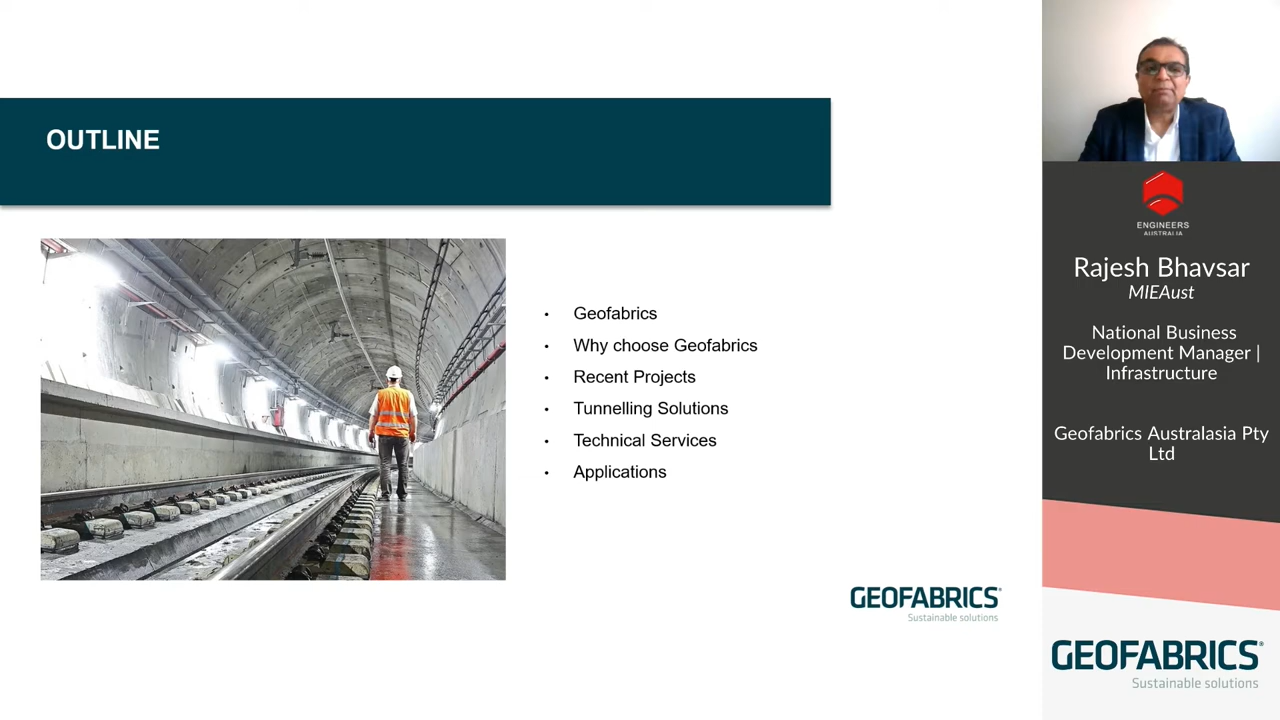 OUTLINE
• Geofabrics
• Why choose Geofabrics
• Recent Projects
• Tunnelling Solutions
• Technical Services
• Applications
GEOFABRICS®
Sustainable solutions
ENGINEERS
AUSTRALIA
Rajesh Bhavsar
MIEAust
National Business
Development Manager |
Infrastructure
Geofabrics Australasia Pty
Ltd
GEOFABRICS®
Sustainable solutions